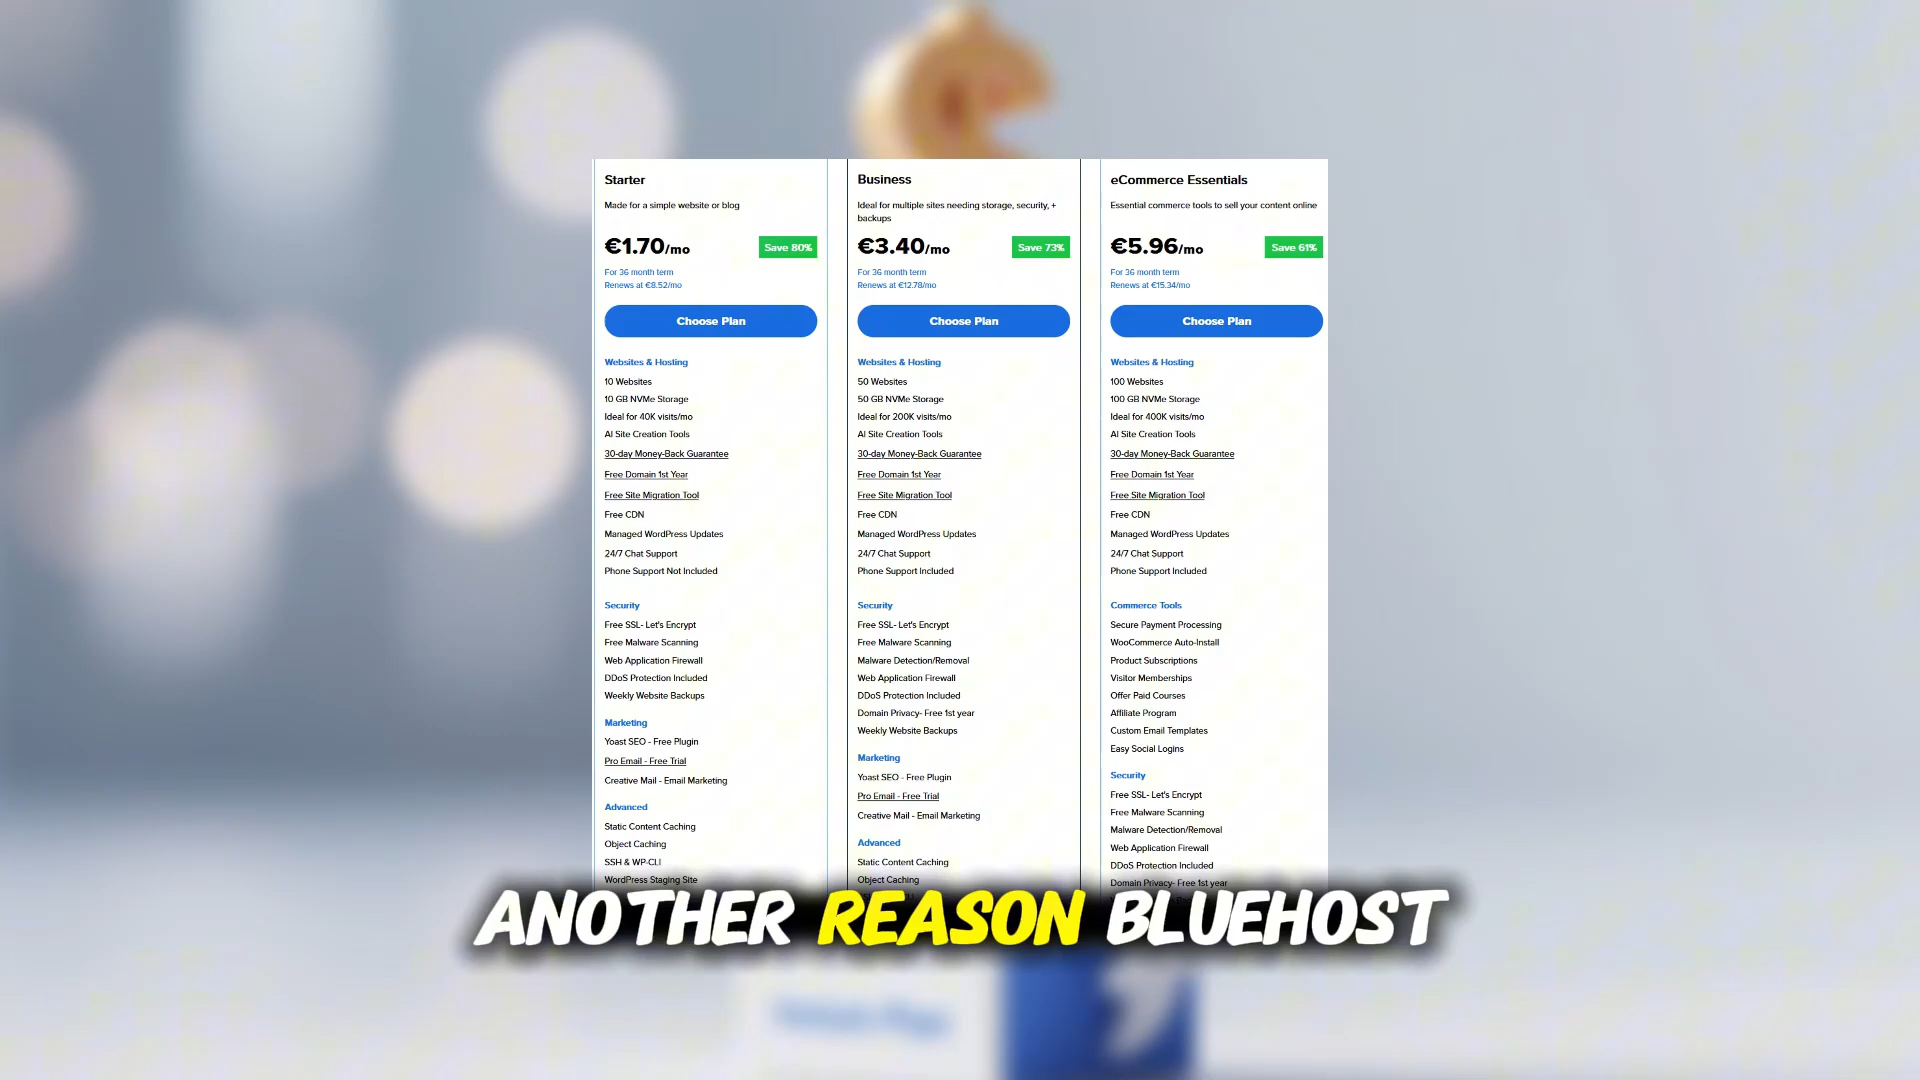 Starter
Made for a simple website or blog
€1.70/mo
Save 80%
For 36 month term
Renews at €8.52/mo
Choose Plan
Websites & Hosting
10 Websites
10 GB NVMe Storage
Ideal for 40K visits/mo
AI Site Creation Tools
30-day Money-Back Guarantee
Free Domain 1st Year
Free Site Migration Tool
Free CDN
Managed WordPress Updates
24/7 Chat Support
Phone Support Not Included
Security
Free SSL- Let's Encrypt
Free Malware Scanning
Web Application Firewall
DDoS Protection Included
Weekly Website Backups
Marketing
Yoast SEO - Free Plugin
Pro Email - Free Trial
Creative Mail - Email Marketing
Advanced
Static Content Caching
Object Caching
SSH & WP-CLI
WordPress Staging Site
Business
Ideal for multiple sites needing storage, security, +
backups
€3.40/mo
Save 73%
For 36 month term
Renews at €12.78/mo
Choose Plan
Websites & Hosting
50 Websites
50 GB NVMe Storage
Ideal for 200K visits/mo
AI Site Creation Tools
30-day Money-Back Guarantee
Free Domain 1st Year
Free Site Migration Tool
Free CDN
Managed WordPress Updates
24/7 Chat Support
Phone Support Included
Security
Free SSL- Let's Encrypt
Free Malware Scanning
Malware Detection/Removal
Web Application Firewall
DDoS Protection Included
Domain Privacy- Free 1st year
Weekly Website Backups
Marketing
Yoast SEO - Free Plugin
Pro Email - Free Trial
Creative Mail - Email Marketing
Advanced
Static Content Caching
Object Caching
eCommerce Essentials
Essential commerce tools to sell your content online
€5.96/mo
Save 61%
For 36 month term
Renews at €15.34/mo
Choose Plan
Websites & Hosting
100 Websites
100 GB NVMe Storage
Ideal for 400K visits/mo
AI Site Creation Tools
30-day Money-Back Guarantee
Free Domain 1st Year
Free Site Migration Tool
Free CDN
Managed WordPress Updates
24/7 Chat Support
Phone Support Included
Commerce Tools
Secure Payment Processing
WooCommerce Auto-Install
Product Subscriptions
Visitor Memberships
Offer Paid Courses
Affiliate Program
Custom Email Templates
Easy Social Logins
Security
Free SSL- Let's Encrypt
Free Malware Scanning
Malware Detection/Removal
Web Application Firewall
DDoS Protection Included
Domain Privacy- Free 1st year
ANOTHER REASON BLUEHOST